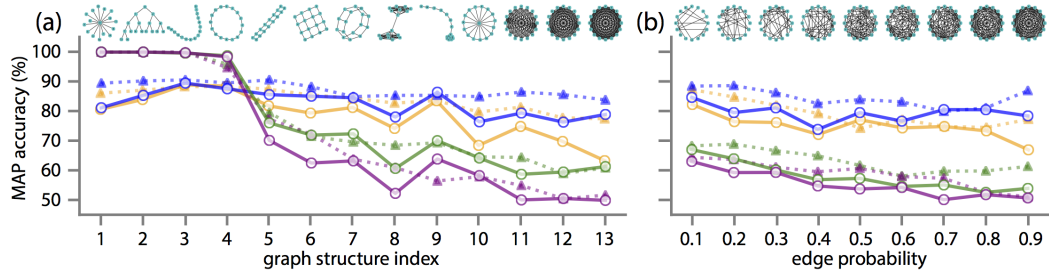 (a)
MAP accuracy (%)
100
90
80
70
60
50
1 2 3 4 5 6 7 8 9 10 11 12 13
graph structure index
(b)
0.1 0.2 0.3 0.4 0.5 0.6 0.7 0.8 0.9
edge probability